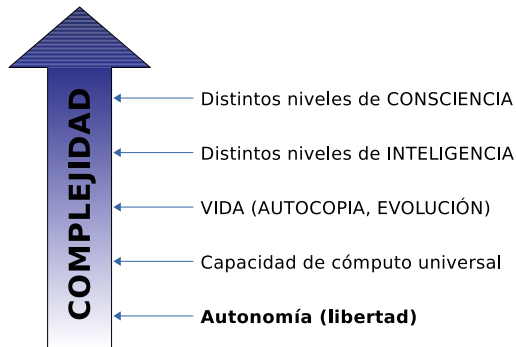 COMPLEJIDAD
Distintos niveles de CONSCIENCIA
Distintos niveles de INTELIGENCIA
VIDA (AUTOCOPIA, EVOLUCIÓN)
Capacidad de cómputo universal
Autonomía (libertad)